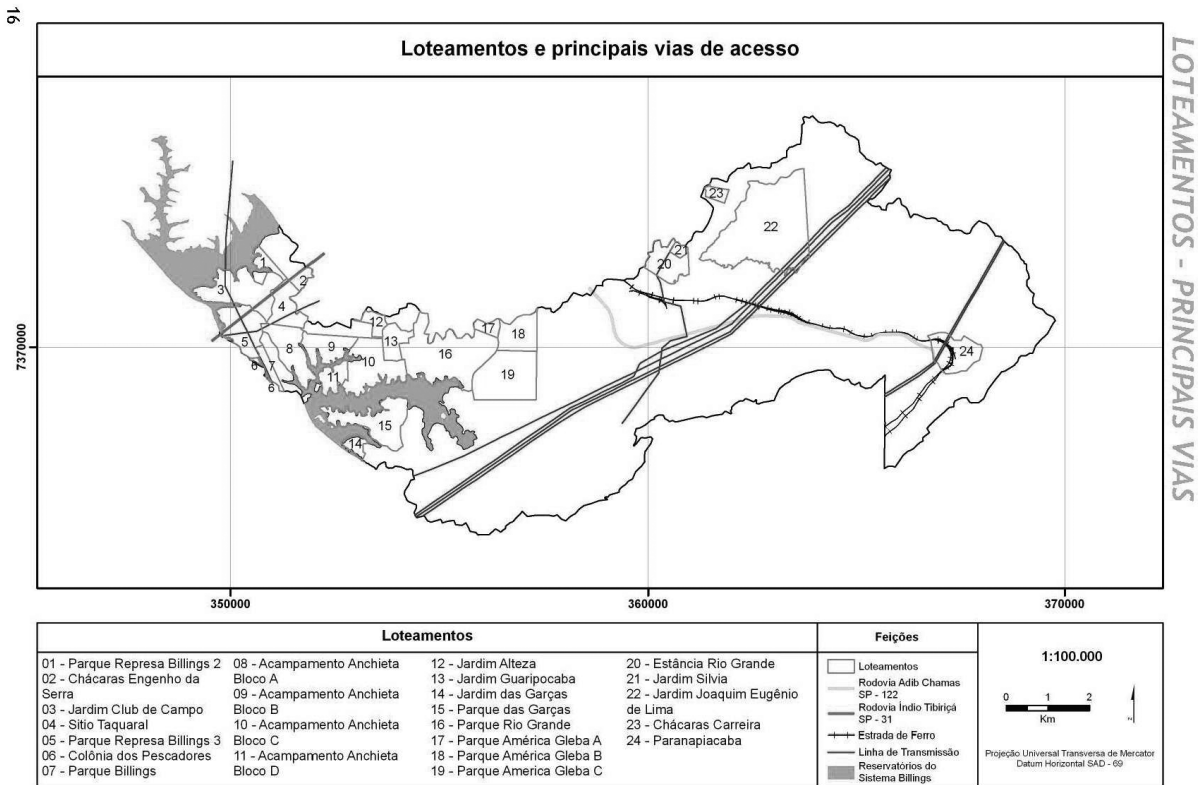 16
Loteamentos e principais vias de acesso
LOTEAMENTOS - PRINCIPAIS VIAS
23
22
21
20
1
2
3
4
12
17
18
13
5
8
9
10
16
24
6
7
11
19
6
15
14
7370000
350000
360000
370000
Loteamentos
01 - Parque Represa Billings 2
02 - Chácaras Engenho da
Serra
03 - Jardim Club de Campo
04 - Sitio Taquaral
05 - Parque Represa Billings 3
06 - Colônia dos Pescadores
07 - Parque Billings
08 - Acampamento Anchieta
Bloco A
09 - Acampamento Anchieta
Bloco B
10 - Acampamento Anchieta
Bloco C
11 - Acampamento Anchieta
Bloco D
12 - Jardim Alteza
13 - Jardim Guaripocaba
14 - Jardim das Garças
15 - Parque das Garças
16 - Parque Rio Grande
17 - Parque América Gleba A
18 - Parque América Gleba B
19 - Parque America Gleba C
20 - Estância Rio Grande
21 - Jardim Silvia
22 - Jardim Joaquim Eugênio
de Lima
23 - Chácaras Carreira
24 - Paranapiacaba
Feições
Loteamentos
Rodovia Adib Chamas
SP - 122
Rodovia Índio Tibiriçá
SP - 31
Estrada de Ferro
Linha de Transmissão
Reservatórios do
Sistema Billings
1:100.000
0 1 2
Km
Projeção Universal Transversa de Mercator
Datum Horizontal SAD - 69